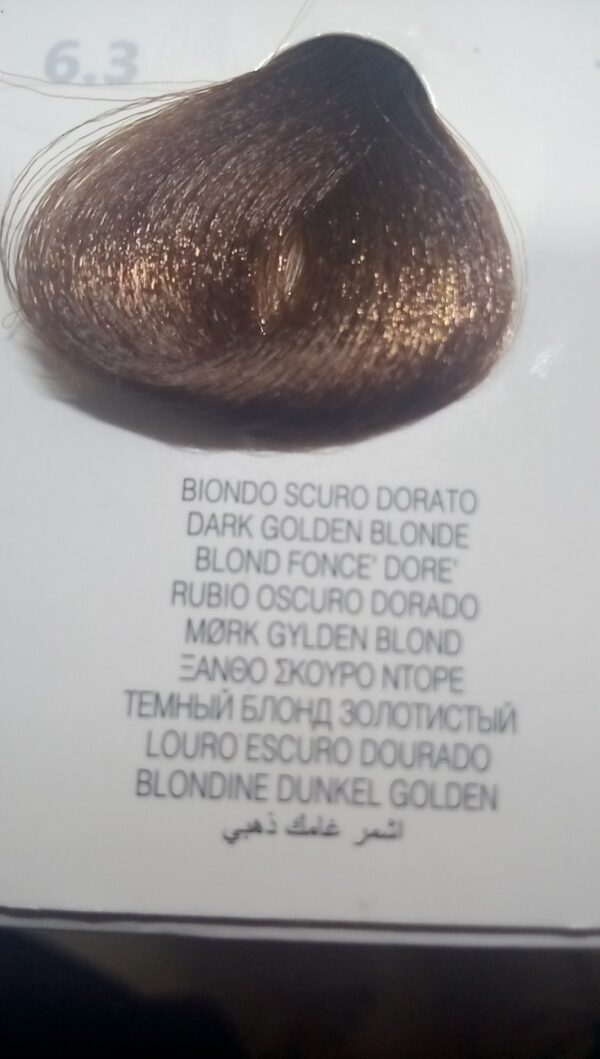 6.3
BIONDO SCURO DORATO
DARK GOLDEN BLONDE
BLOND FONCE' DORE'
RUBIO OSCURO DORADO
MØRK GYLDEN BLOND
ΞΑΝΘΟ ΣΚΟΥΡΟ ΝΤΟΡΕ
ТЕМНЫЙ БЛОНД ЗОЛОТИСТЫЙ
LOURO ESCURO DOURADO
BLONDINE DUNKEL GOLDEN
اشقر غامك ذهبي